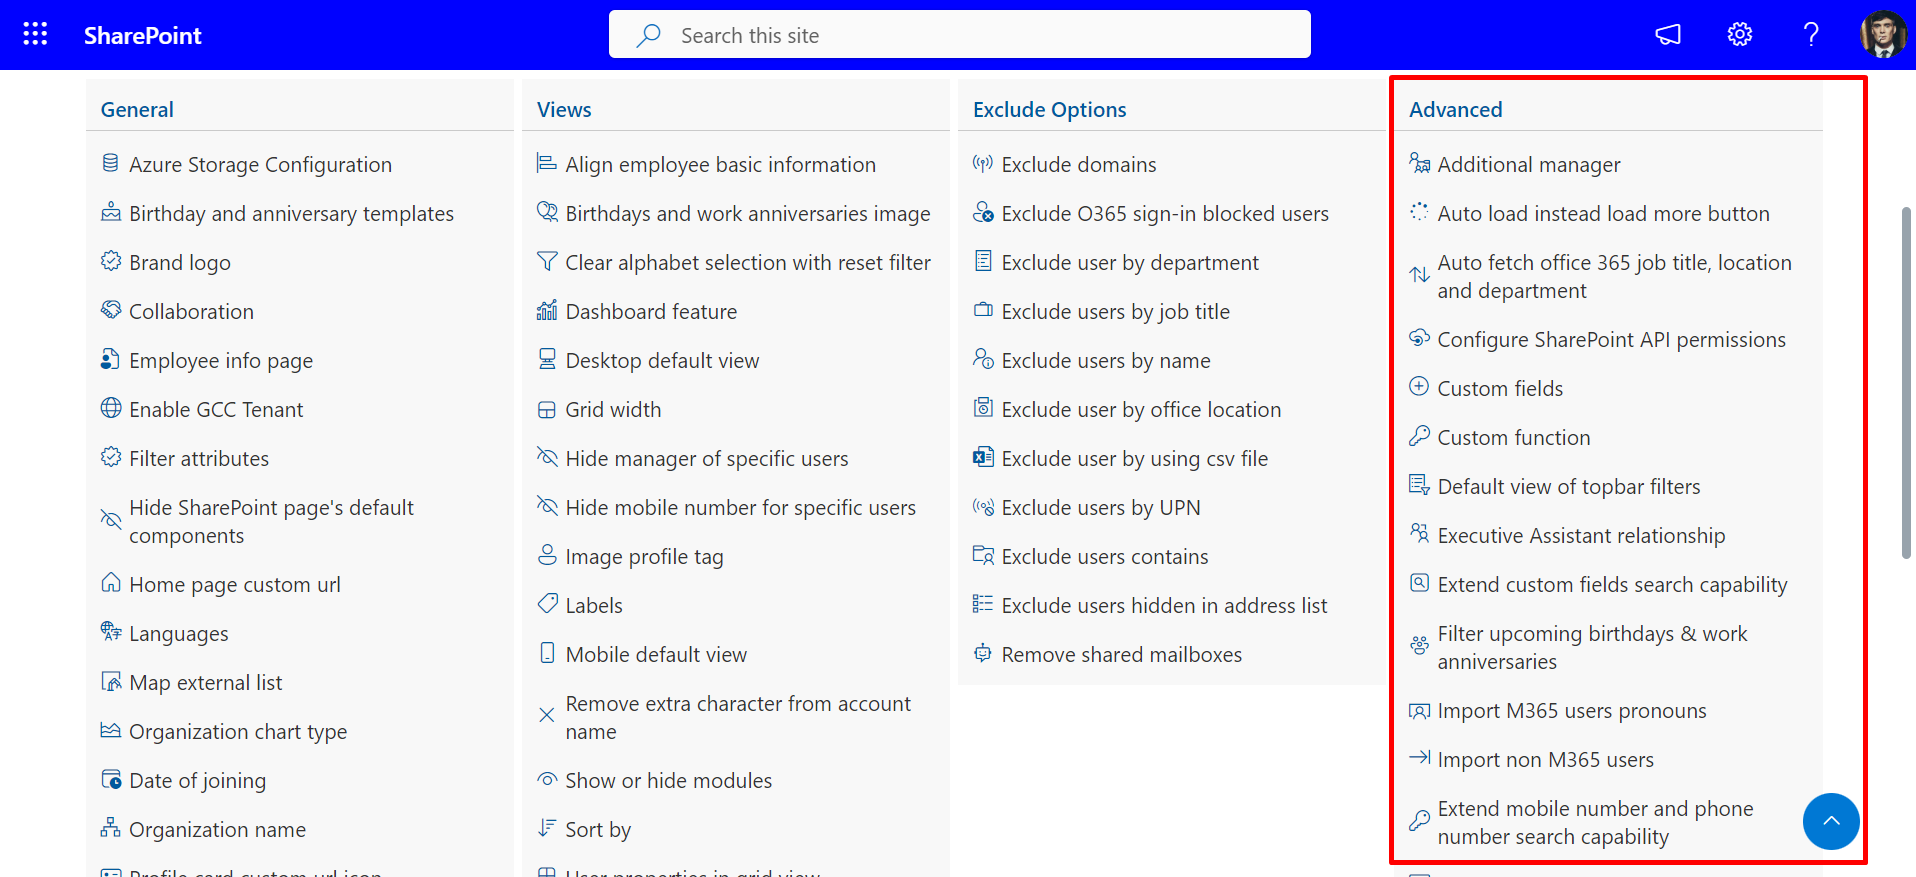 SharePoint
Search this site
General
Azure Storage Configuration
Birthday and anniversary templates
Brand logo
Collaboration
Employee info page
Enable GCC Tenant
Filter attributes
Hide SharePoint page's default
components
Home page custom url
Languages
Map external list
Organization chart type
Date of joining
Organization name
Profile card custom url icon
Views
Align employee basic information
Birthdays and work anniversaries image
Clear alphabet selection with reset filter
Dashboard feature
Desktop default view
Grid width
Hide manager of specific users
Hide mobile number for specific users
Image profile tag
Labels
Mobile default view
Remove extra character from account
name
Show or hide modules
Sort by
User properties in grid view
Exclude Options
Exclude domains
Exclude O365 sign-in blocked users
Exclude user by department
Exclude users by job title
Exclude users by name
Exclude user by office location
Exclude user by using csv file
Exclude users by UPN
Exclude users contains
Exclude users hidden in address list
Remove shared mailboxes
Advanced
Additional manager
Auto load instead load more button
Auto fetch office 365 job title, location
and department
Configure SharePoint API permissions
Custom fields
Custom function
Default view of topbar filters
Executive Assistant relationship
Extend custom fields search capability
Filter upcoming birthdays & work
anniversaries
Import M365 users pronouns
Import non M365 users
Extend mobile number and phone
number search capability